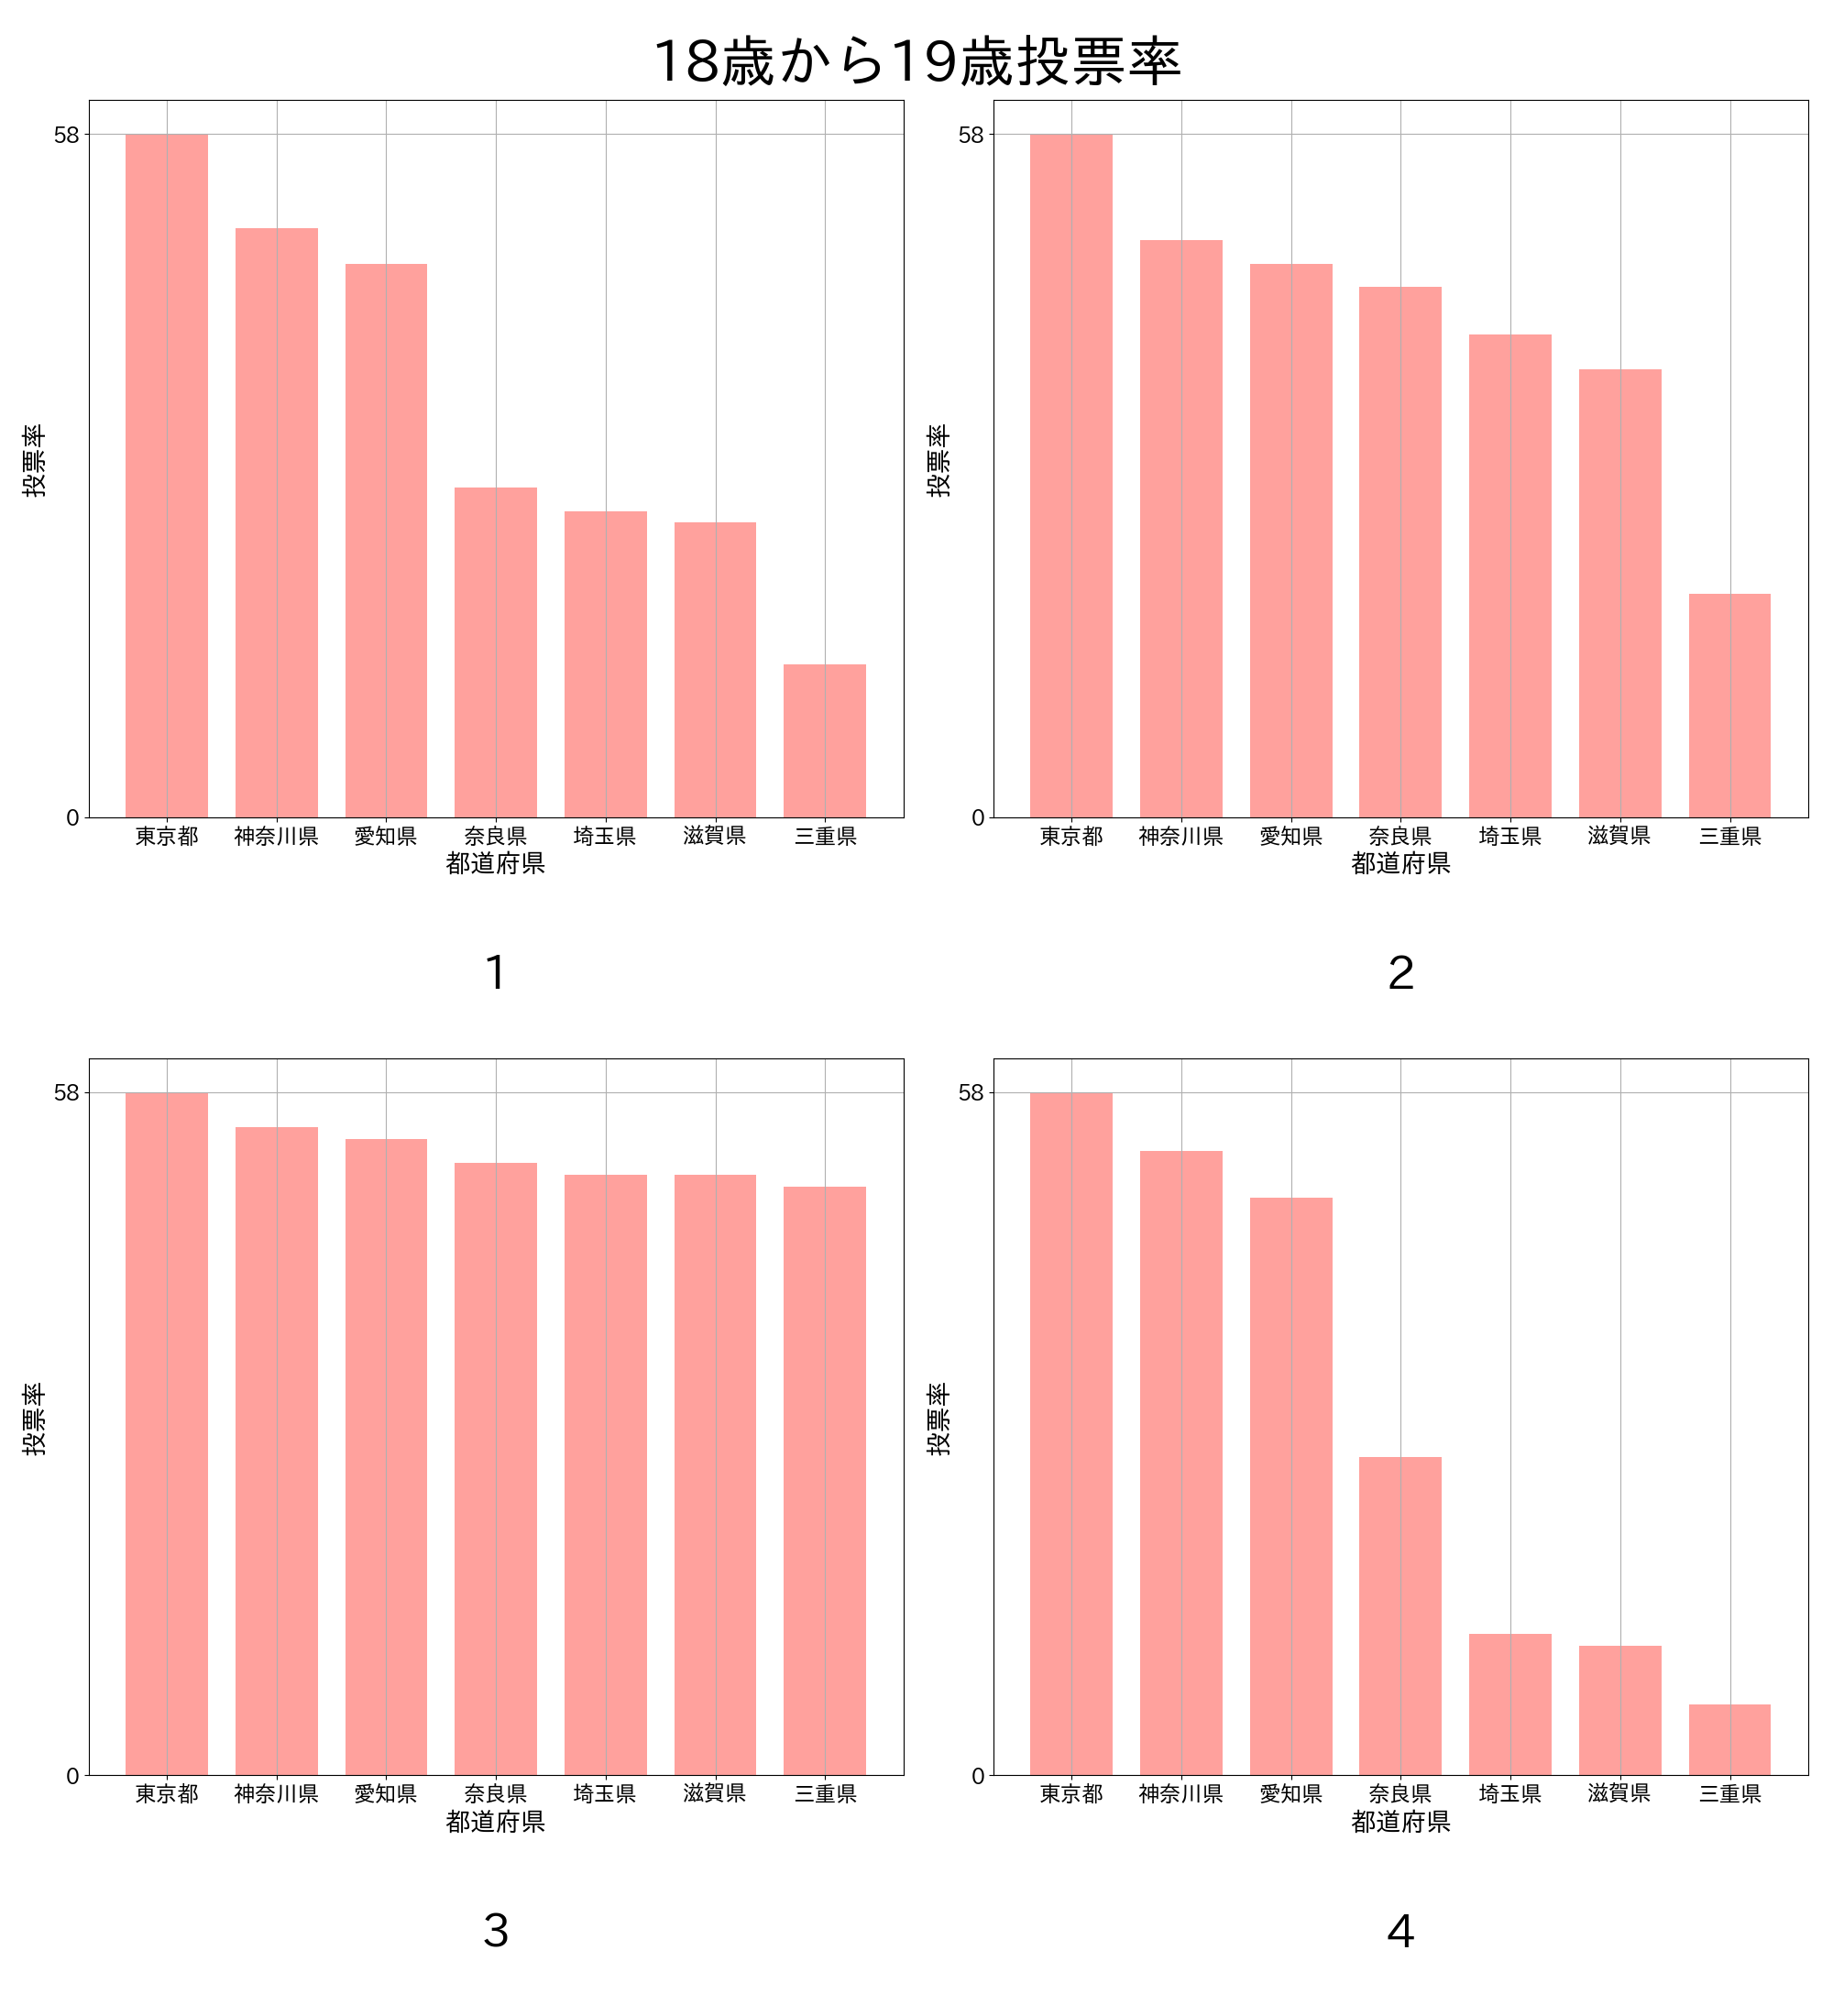 18歳から19歳投票率
58
0
投票率
東京都 神奈川県 愛知県 奈良県 埼玉県 滋賀県 三重県
都道府県
1
58
0
投票率
東京都 神奈川県 愛知県 奈良県 埼玉県 滋賀県 三重県
都道府県
2
58
0
投票率
東京都 神奈川県 愛知県 奈良県 埼玉県 滋賀県 三重県
都道府県
3
58
0
投票率
東京都 神奈川県 愛知県 奈良県 埼玉県 滋賀県 三重県
都道府県
4